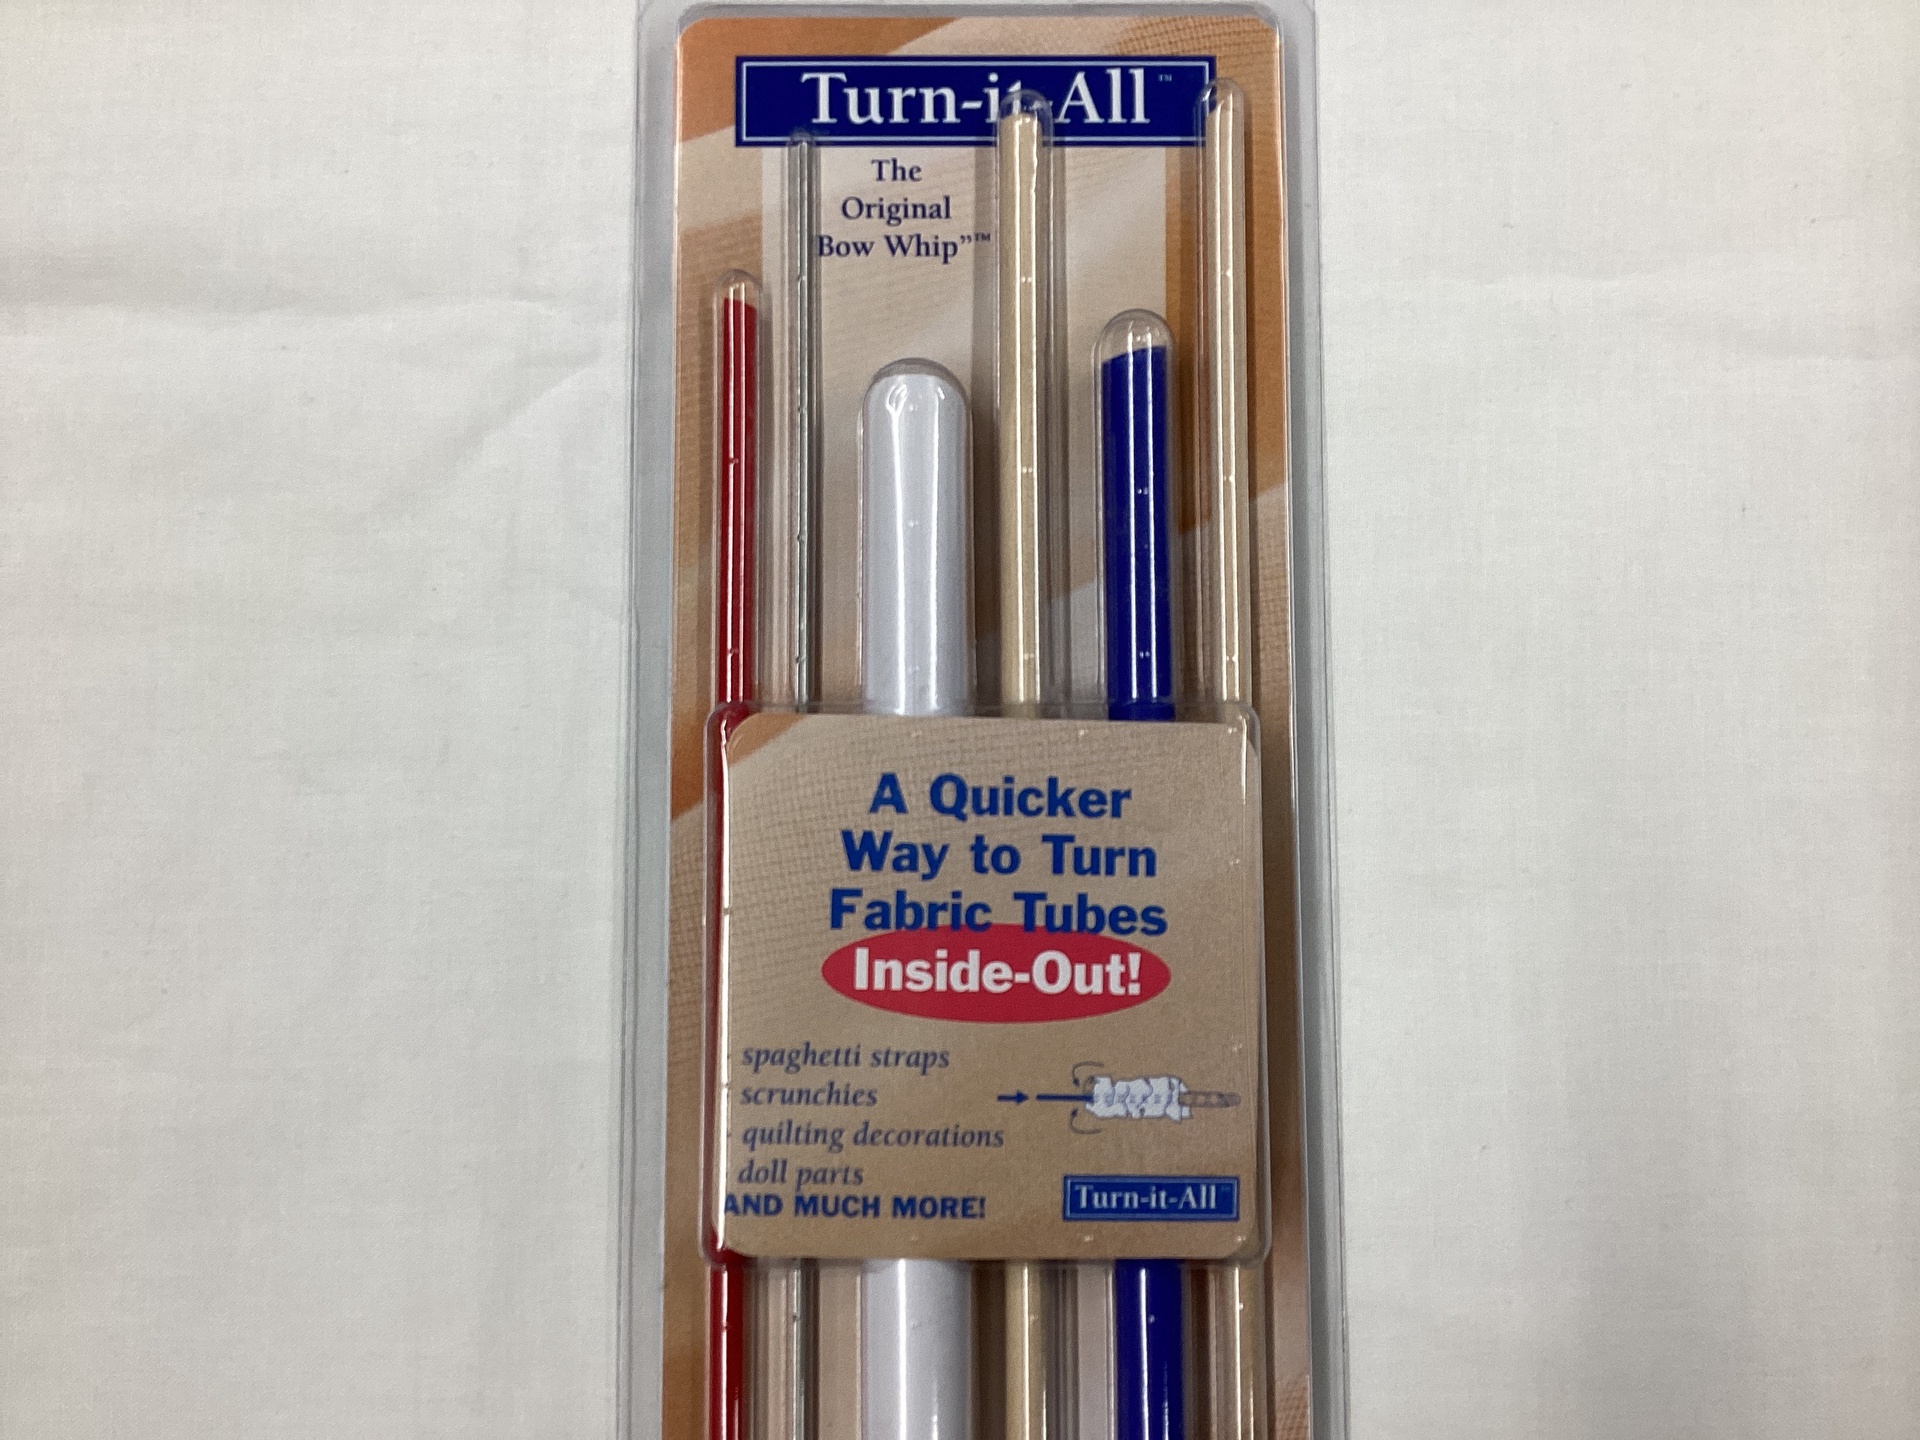 Turn-it-All™
The
Original
Bow Whip”™
A Quicker
Way to Turn
Fabric Tubes
Inside-Out!
spaghetti straps
scrunchies
quilting decorations
doll parts
AND MUCH MORE!
Turn-it-All™